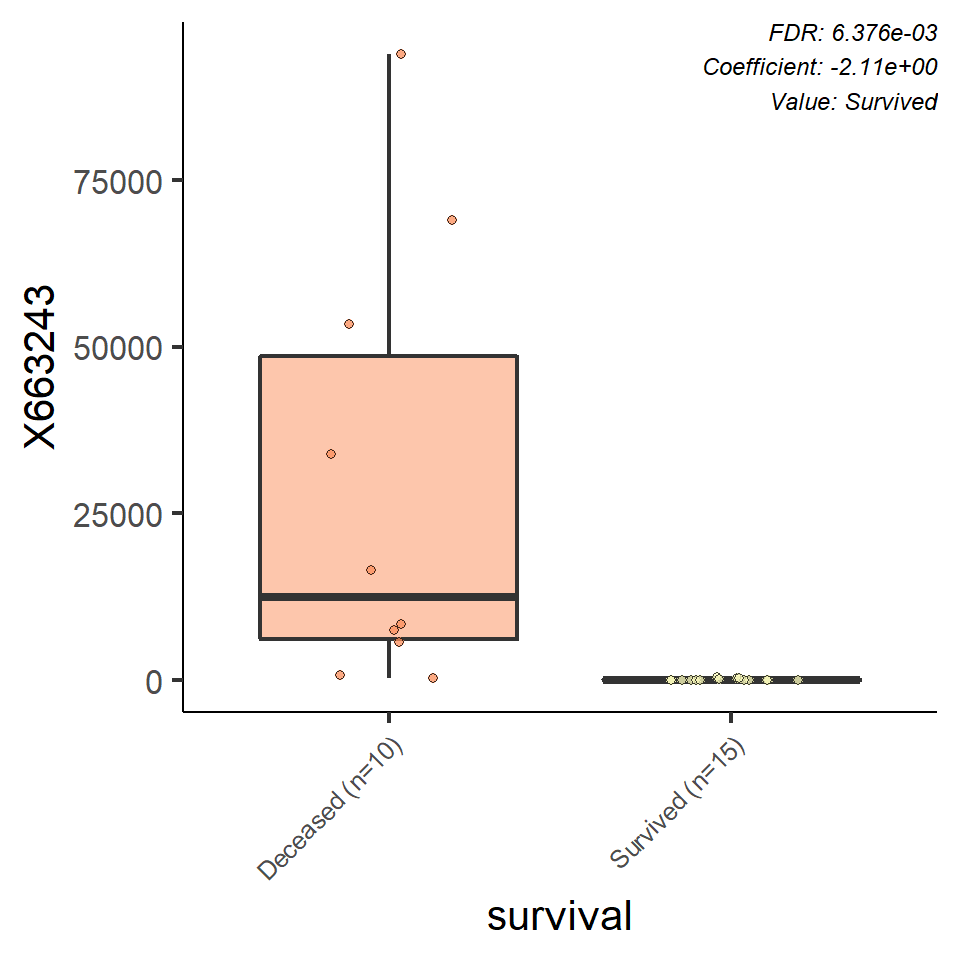 FDR: 6.376e-03
Coefficient: -2.11e+00
Value: Survived
X663243
75000
50000
25000
0
Deceased (n=10)
Survived (n=15)
survival